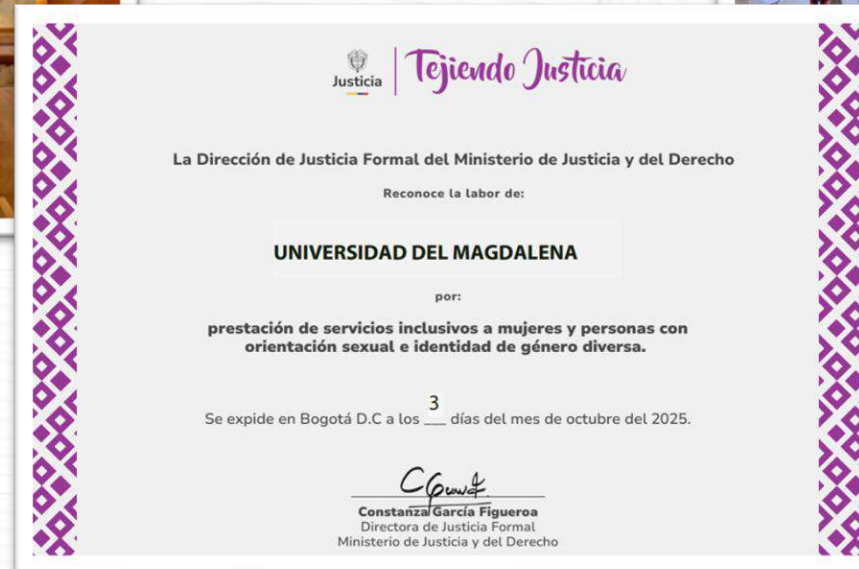 Justicia
Tejiendo Justicia
La Dirección de Justicia Formal del Ministerio de Justicia y del Derecho
Reconoce la labor de:
UNIVERSIDAD DEL MAGDALENA
por:
prestación de servicios inclusivos a mujeres y personas con
orientación sexual e identidad de género diversa.
Se expide en Bogotá D.C a los 3 días del mes de octubre del 2025.
Constanza García Figueroa
Directora de Justicia Formal
Ministerio de Justicia y del Derecho